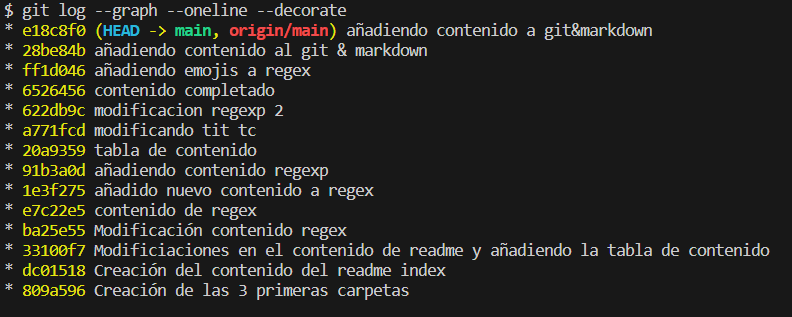 $ git log --graph --oneline --decorate
* e18c8f0 (HEAD -> main, origin/main) añadiendo contenido a git&markdown
* 28be84b añadiendo contenido al git & markdown
* ff1d046 añadiendo emojis a regex
* 6526456 contenido completado
* 622db9c modificacion regexp 2
* a771fcd modificando tit tc
* 20a9359 tabla de contenido
* 91b3a0d añadiendo contenido regexp
* 1e3f275 añadido nuevo contenido a regex
* e7c22e5 contenido de regex
* ba25e55 Modificación contenido regex
* 33100f7 Modificiaciones en el contenido de readme y añadiendo la tabla de contenido
* dc01518 Creación del contenido del readme index
* 809a596 Creación de las 3 primeras carpetas